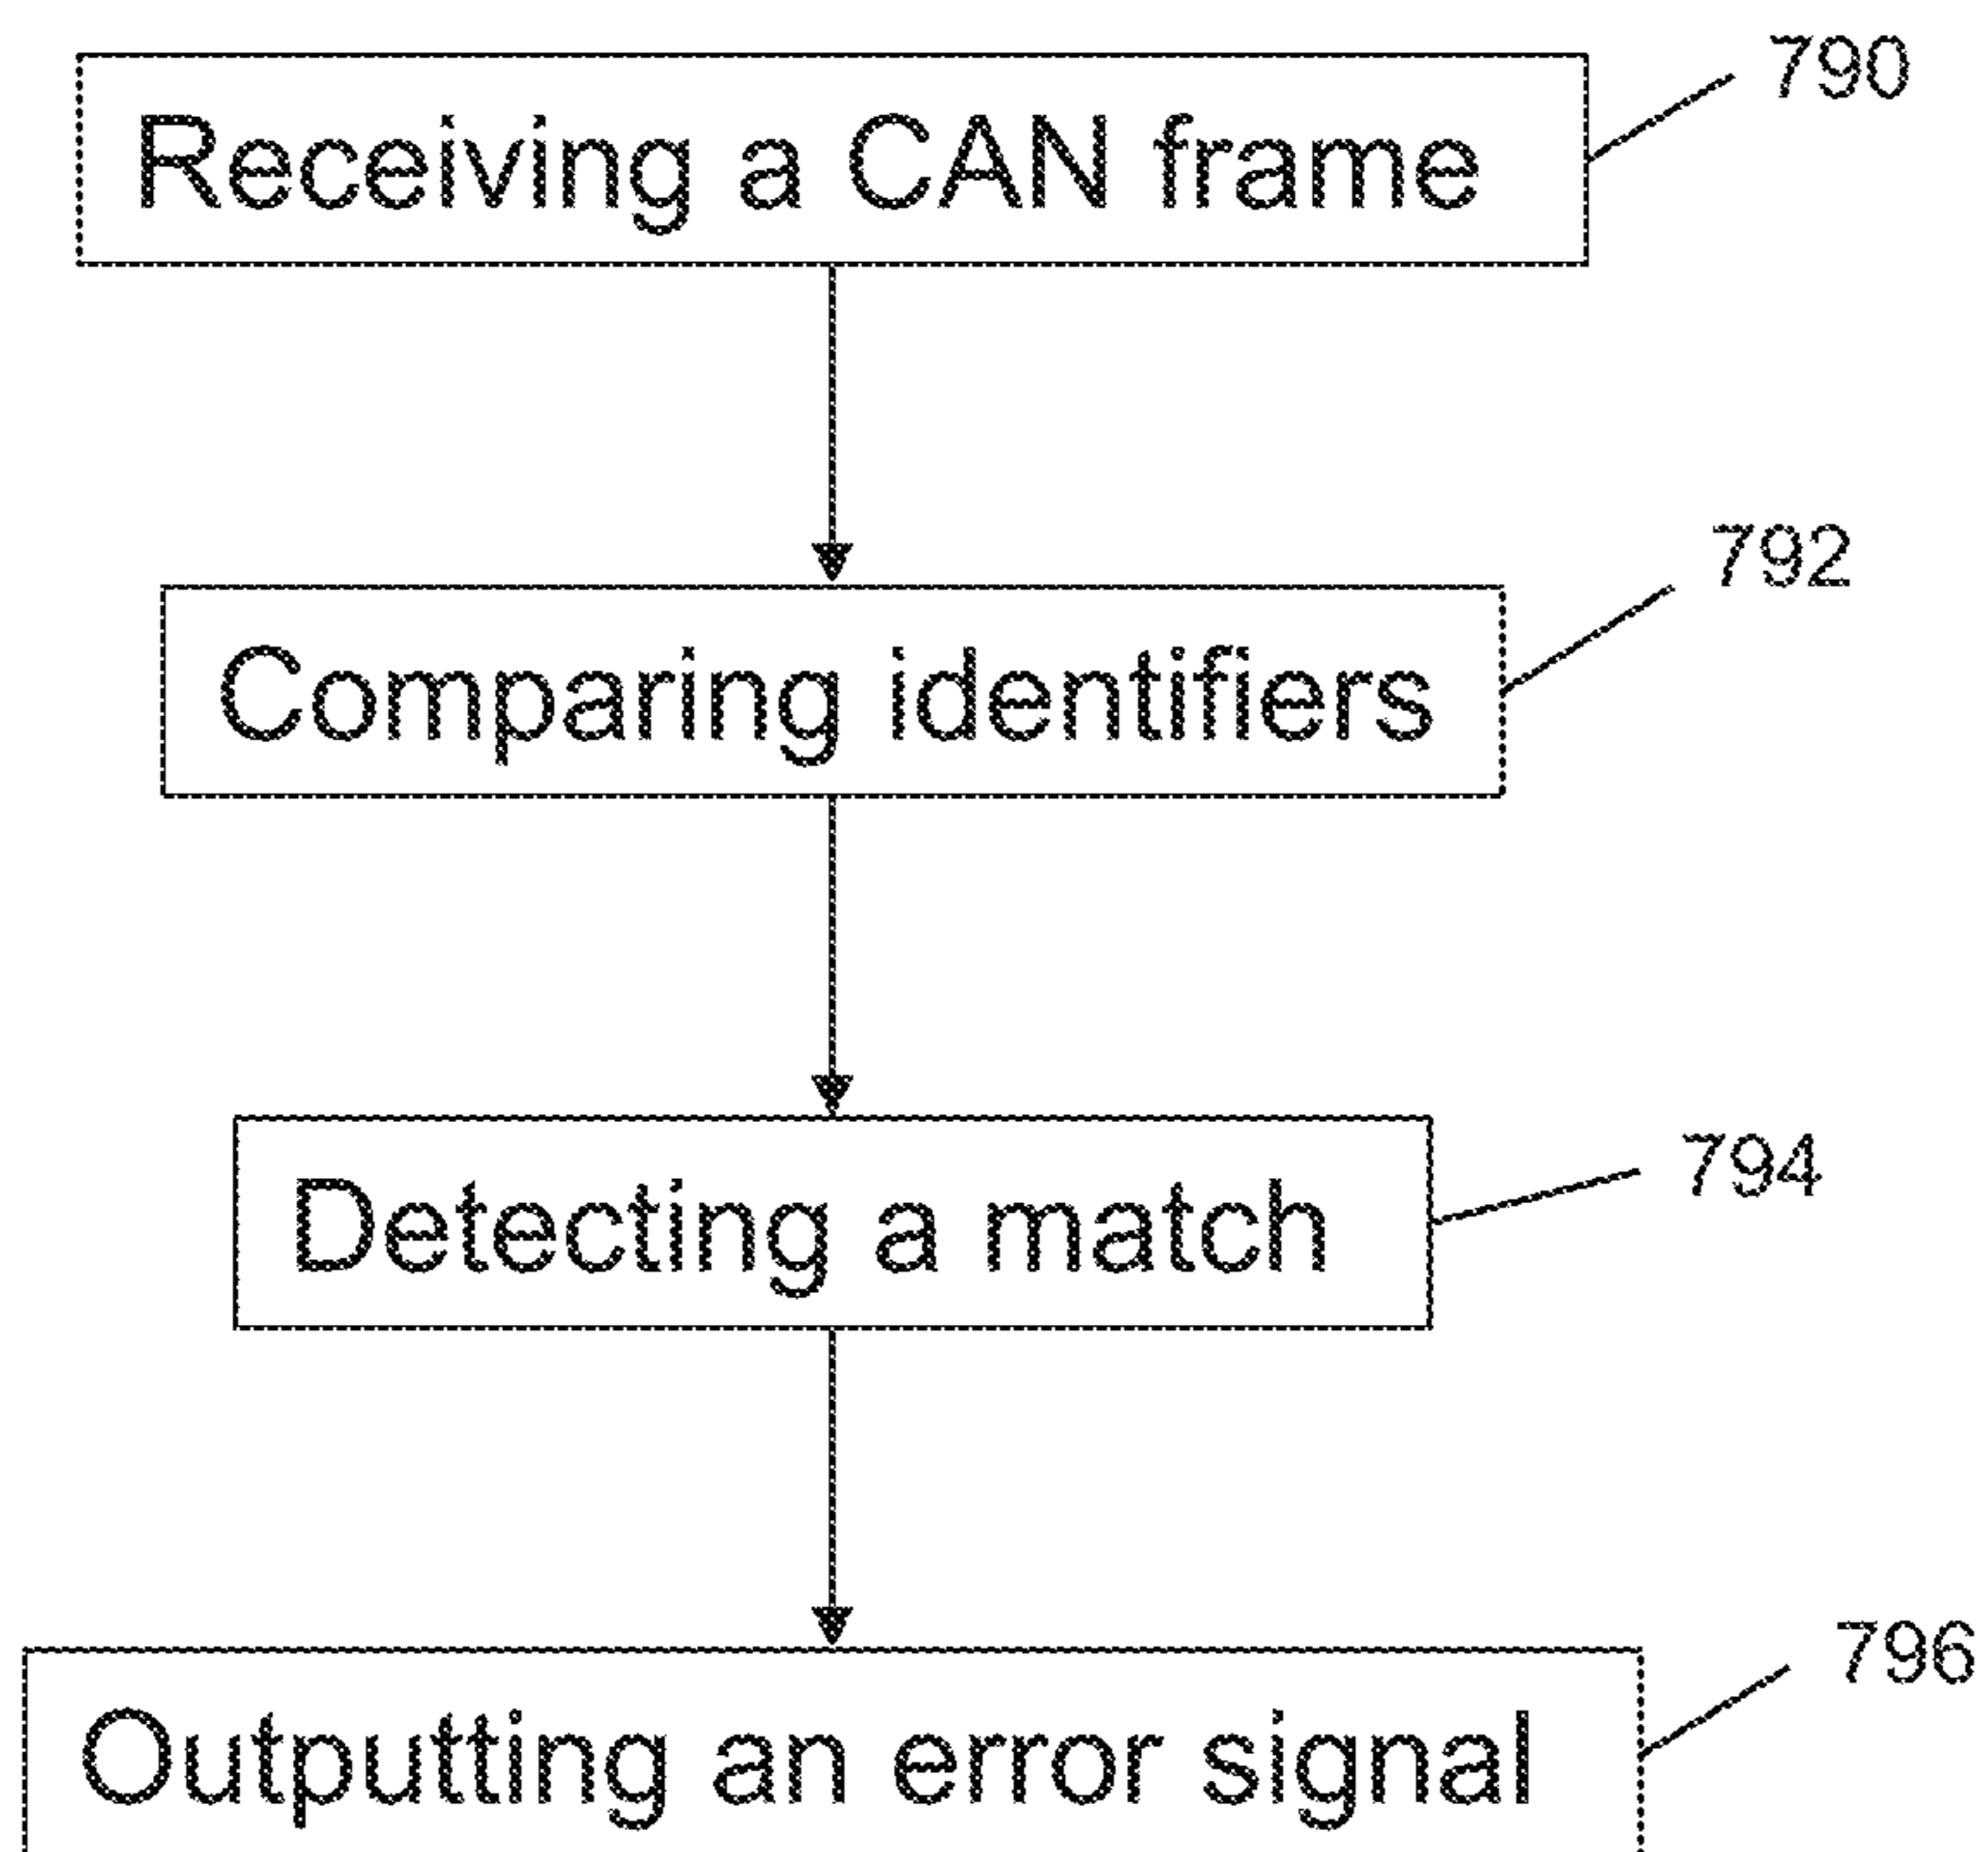 790
Receiving a CAN frame
792
Comparing identifiers
794
Detecting a match
796
Outputting an error signal